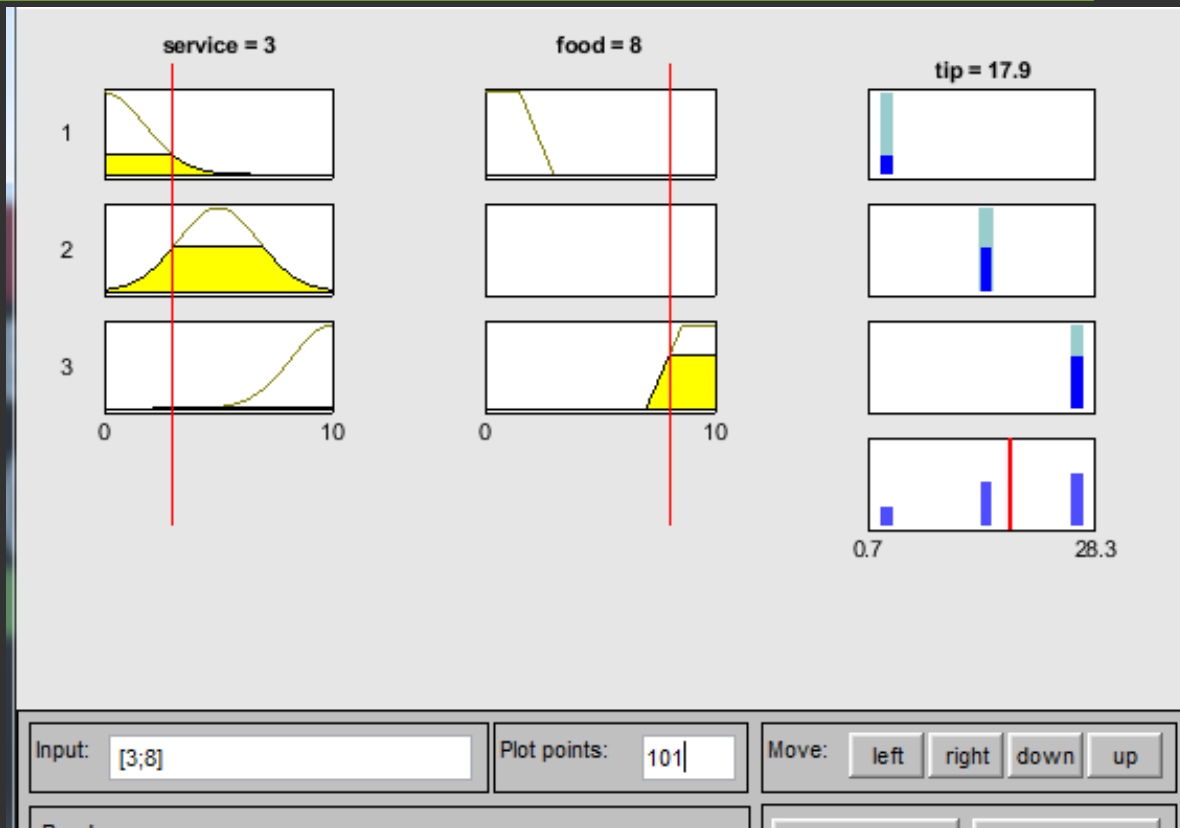 service = 3
food = 8
tip = 17.9
1
2
3
0
10
0
10
0.7
28.3
Input:
[3;8]
Plot points:
101
Move:
left
right
down
up